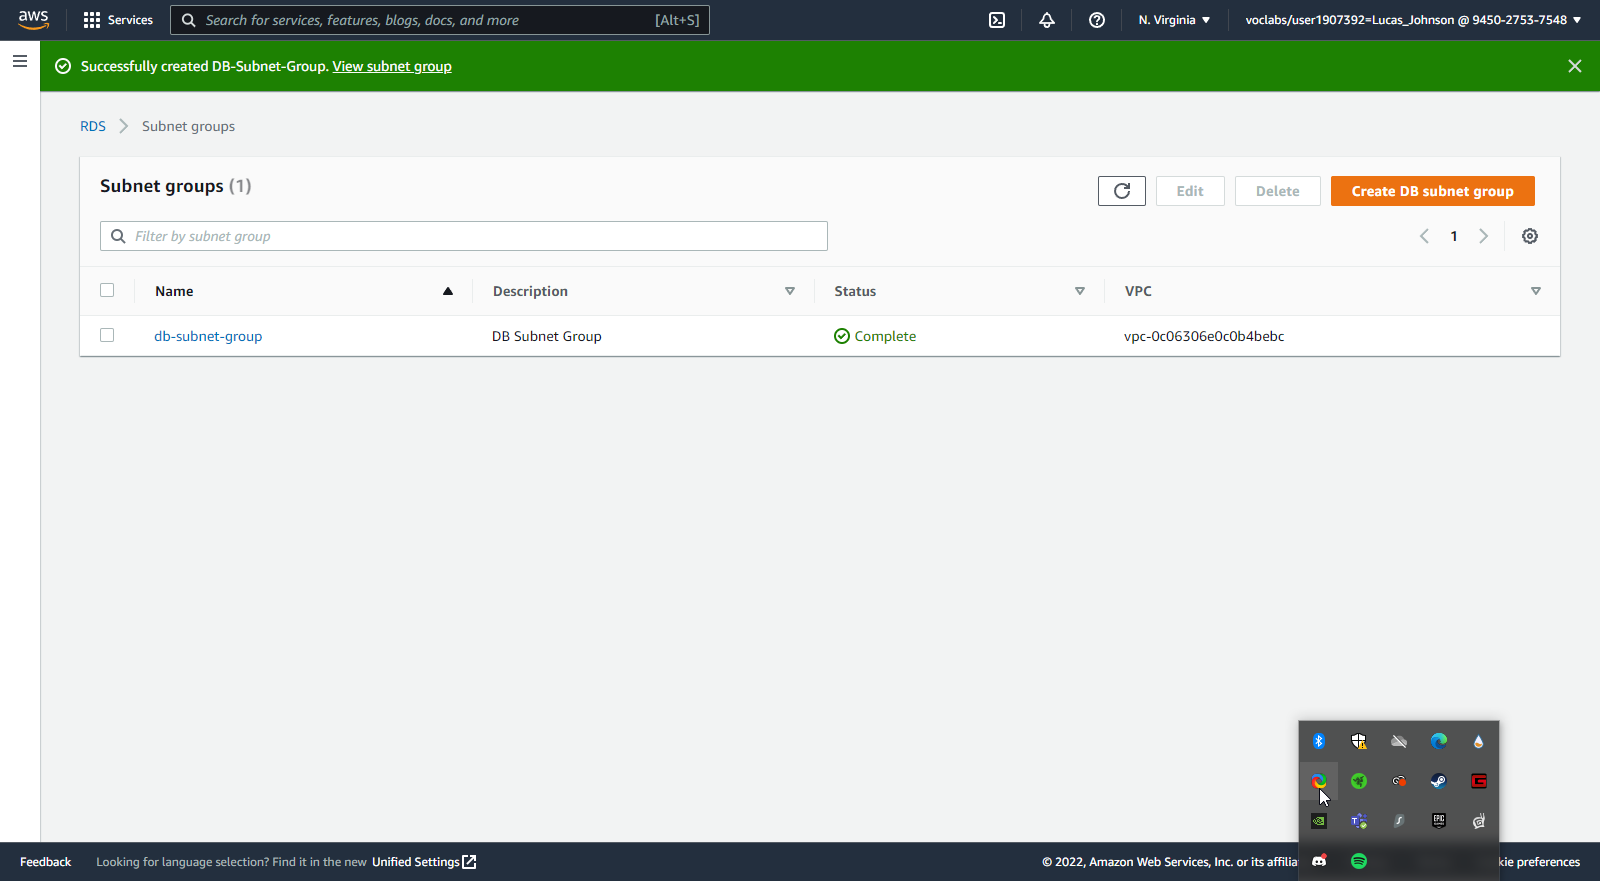 aws
Services
Search for services, features, blogs, docs, and more
[Alt+S]
N. Virginia
voclabs/user1907392=Lucas_Johnson @ 9450-2753-7548
Successfully created DB-Subnet-Group. View subnet group
RDS
Subnet groups
Subnet groups (1)
Edit
Delete
Create DB subnet group
Filter by subnet group
1
Name
Description
Status
VPC
db-subnet-group
DB Subnet Group
Complete
vpc-0c06306e0c0b4bebc
EPIC
Feedback
Looking for language selection? Find it in the new Unified Settings
© 2022, Amazon Web Services, Inc. or its affilia
kie preferences